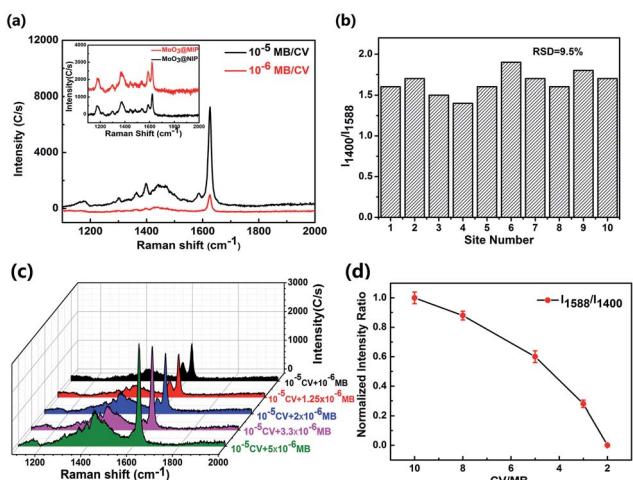 (a)
12000
8000
4000
0
Intensity (C/s)
1200 1400 1600 1800 2000
Raman shift (cm⁻¹)
10⁻⁵ MB/CV
10⁻⁶ MB/CV
4000
3000
2000
1000
0
Intensity(C/s)
MoO₃@MIP
MoO₃@NIP
1200 1400 1600 1800 2000
Raman Shift (cm⁻¹)
(b)
RSD=9.5%
2.0
1.5
1.0
0.5
0.0
I₁₄₀₀/I₁₅₈₈
1 2 3 4 5 6 7 8 9 10
Site Number
(c)
3000
2000
1000
0
Intensity(C/s)
10⁻⁵CV+10⁻⁶MB
10⁻⁵CV+1.25x10⁻⁶MB
10⁻⁵CV+2x10⁻⁶MB
10⁻⁵CV+3.3x10⁻⁶MB
10⁻⁵CV+5x10⁻⁶MB
1200 1400 1600 1800 2000
Raman shift (cm⁻¹)
(d)
I₁₅₈₈/I₁₄₀₀
1.0
0.8
0.6
0.4
0.2
0.0
Normalized Intensity Ratio
10 8 6 4 2
CV/MB